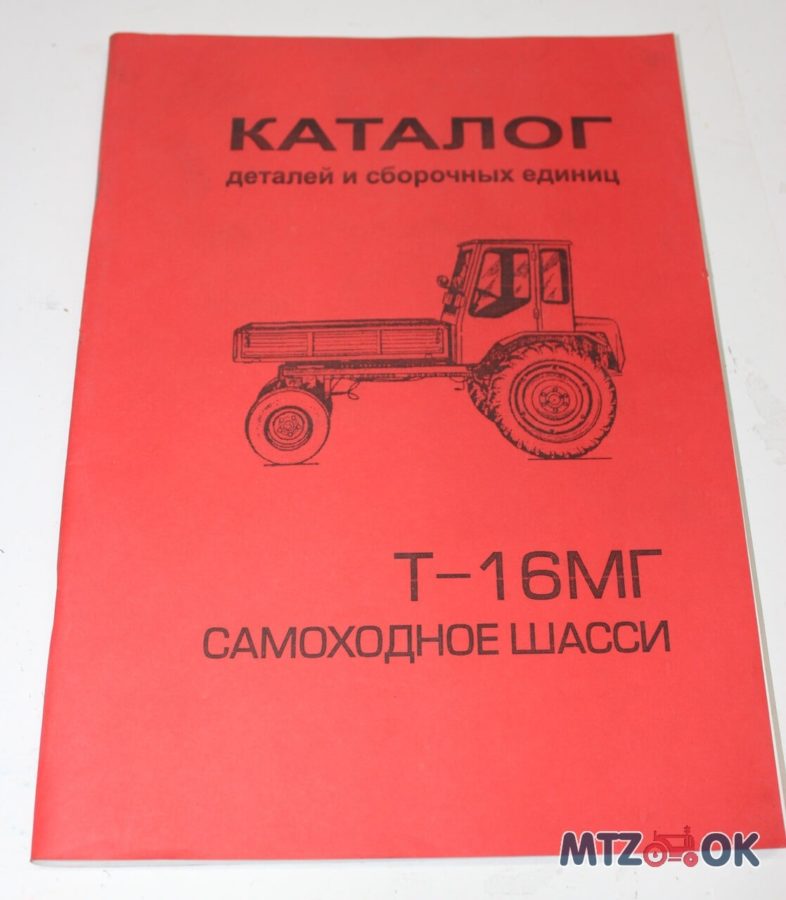 КАТАЛОГ
деталей и сборочных единиц
Т-16МГ
САМОХОДНОЕ ШАССИ
MTZ OK